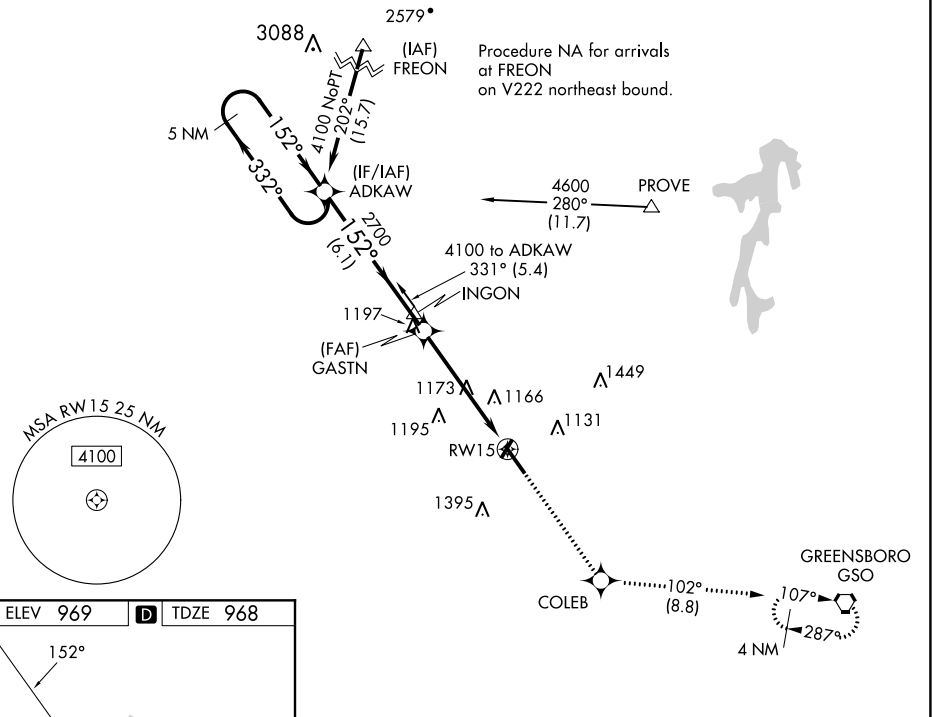 2579
3088
(IAF)
FREON
Procedure NA for arrivals
at FREON
on V222 northeast bound.
4100 NoPT
202°
(15.7)
5 NM
152°
332°
(IF/IAF)
ADKAW
4600
280°
(11.7)
PROVE
2700
152°
(6.1)
4100 to ADKAW
331° (5.4)
INGON
1197
(FAF)
GASTN
1173
1166
1449
1195
1131
RW15
1395
MSA RW15 25 NM
4100
GREENSBORO
GSO
COLEB
102°
(8.8)
107°
287°
4 NM
ELEV 969 D TDZE 968
152°